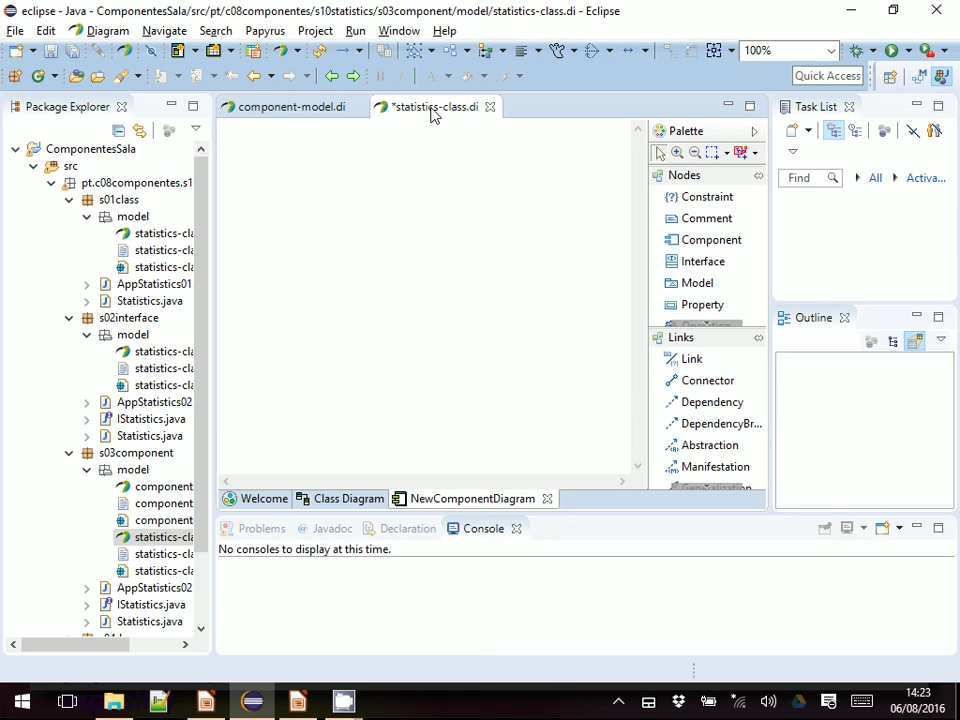 eclipse - Java - ComponentesSala/src/pt/c08componentes/s10statistics/s03component/model/statistics-class.di - Eclipse
File Edit Diagram Navigate Search Papyrus Project Run Window Help
100%
Quick Access
Package Explorer
component-model.di
*statistics-class.di
Task List
Palette
ComponentesSala
src
pt.c08componentes.s1
s01class
model
statistics-cla
statistics-cla
statistics-cla
AppStatistics01
Statistics.java
s02interface
model
statistics-cla
statistics-cla
statistics-cla
AppStatistics02
IStatistics.java
Statistics.java
s03component
model
component
component
component
statistics-cla
statistics-cla
statistics-cla
AppStatistics02
IStatistics.java
Statistics.java
Nodes
Constraint
Comment
Component
Interface
Model
Property
Links
Link
Connector
Dependency
DependencyBr...
Abstraction
Manifestation
Find
All
Activa...
Outline
Welcome
Class Diagram
NewComponentDiagram
Problems
Javadoc
Declaration
Console
No consoles to display at this time.
14:23
06/08/2016